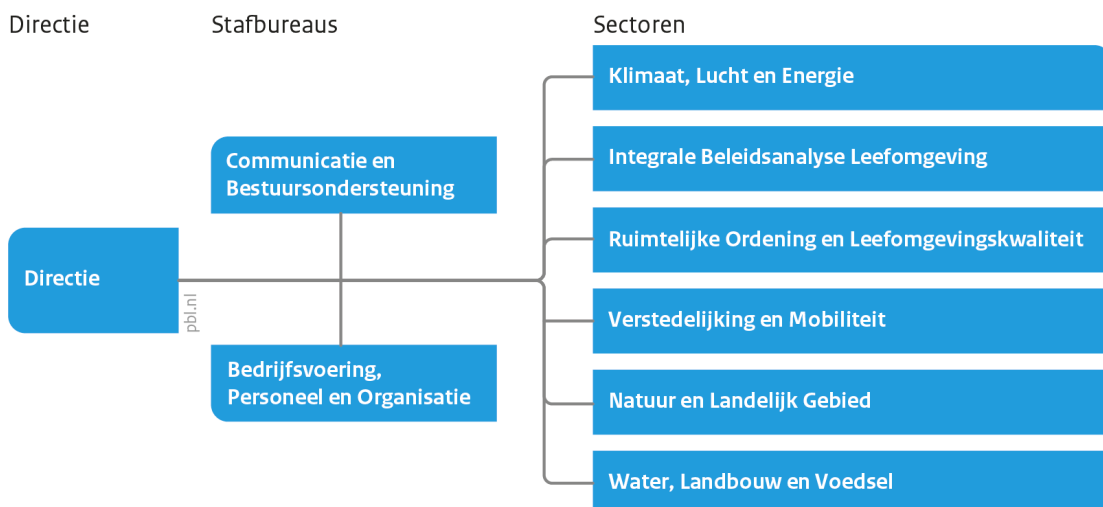 Directie
Stafbureaus
Sectoren
Klimaat, Lucht en Energie
Communicatie en
Bestuursondersteuning
Integrale Beleidsanalyse Leefomgeving
Ruimtelijke Ordening en Leefomgevingskwaliteit
Directie
pbl.nl
Verstedelijking en Mobiliteit
Bedrijfsvoering,
Personeel en Organisatie
Natuur en Landelijk Gebied
Water, Landbouw en Voedsel